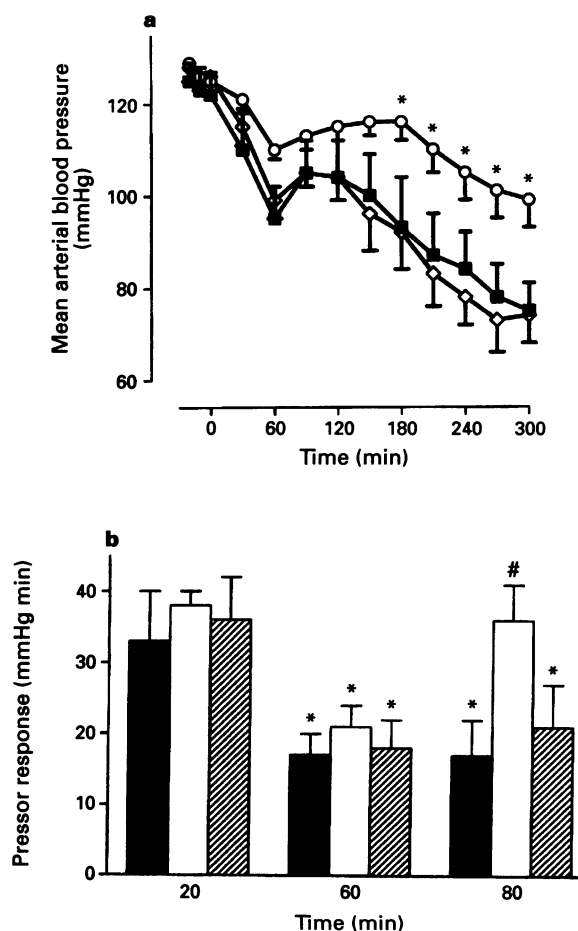 a
Mean arterial blood pressure
(mmHg)
120
100
80
60
* * * * *
0 60 120 180 240 300
Time (min)
b
Pressor response (mmHg min)
40
30
20
10
0
* * * * # *
20 60 80
Time (min)